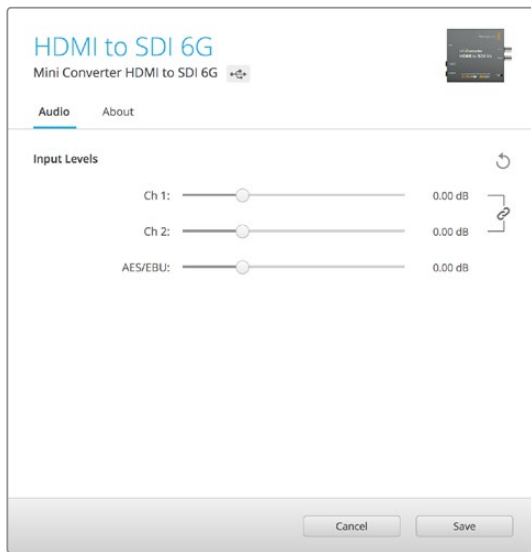 HDMI to SDI 6G
Mini Converter HDMI to SDI 6G
Audio About
Input Levels
Ch 1: 0.00 dB
Ch 2: 0.00 dB
AES/EBU: 0.00 dB
Cancel Save